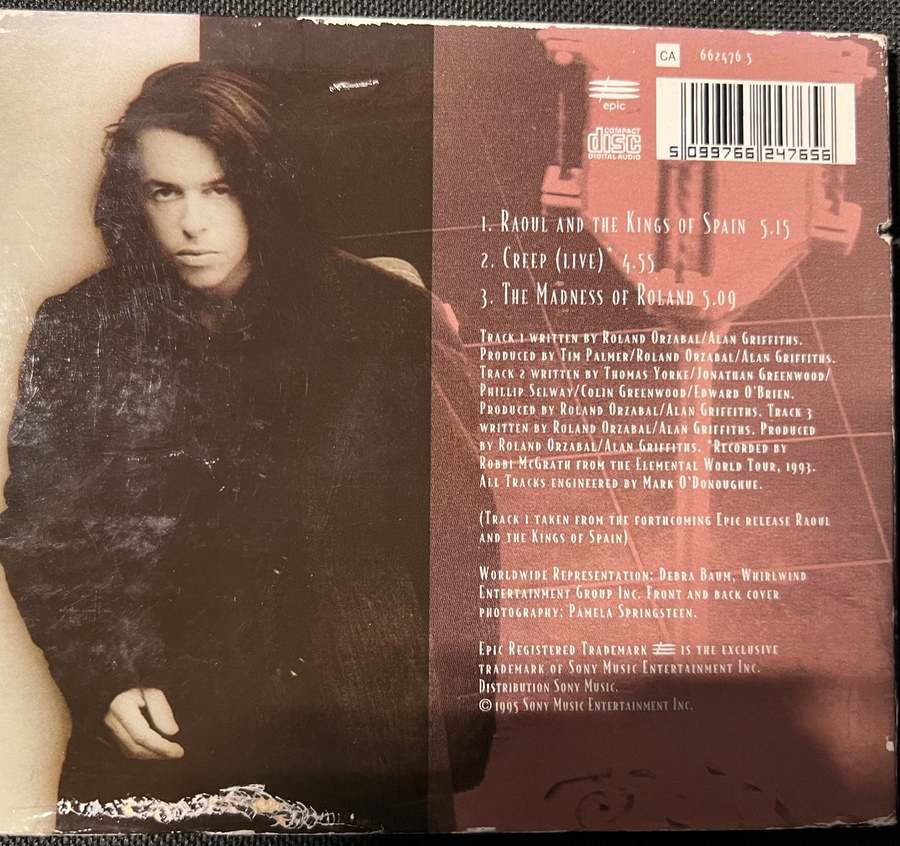 CA 662476 5
epic
COMPACT
disc
DIGITAL AUDIO
5 099766 247656
1. Raoul and the Kings of Spain 5.15
2. Creep (live)* 4.55
3. The Madness of Roland 5.09
Track 1 written by Roland Orzabal/Alan Griffiths.
Produced by Tim Palmer/Roland Orzabal/Alan Griffiths.
Track 2 written by Thomas Yorke/Jonathan Greenwood/
Phillip Selway/Colin Greenwood/Edward O'Brien.
Produced by Roland Orzabal/Alan Griffiths. Track 3
written by Roland Orzabal/Alan Griffiths. Produced
by Roland Orzabal/Alan Griffiths. *Recorded by
Robbi McGrath from the Elemental World Tour, 1993.
All Tracks engineered by Mark O'Donoughue.
(Track 1 taken from the forthcoming Epic release Raoul
and the Kings of Spain)
Worldwide Representation: Debra Baum, Whirlwind
Entertainment Group Inc. Front and back cover
photography: Pamela Springsteen.
Epic Registered Trademark is the exclusive
trademark of Sony Music Entertainment Inc.
Distribution Sony Music.
© 1995 Sony Music Entertainment Inc.